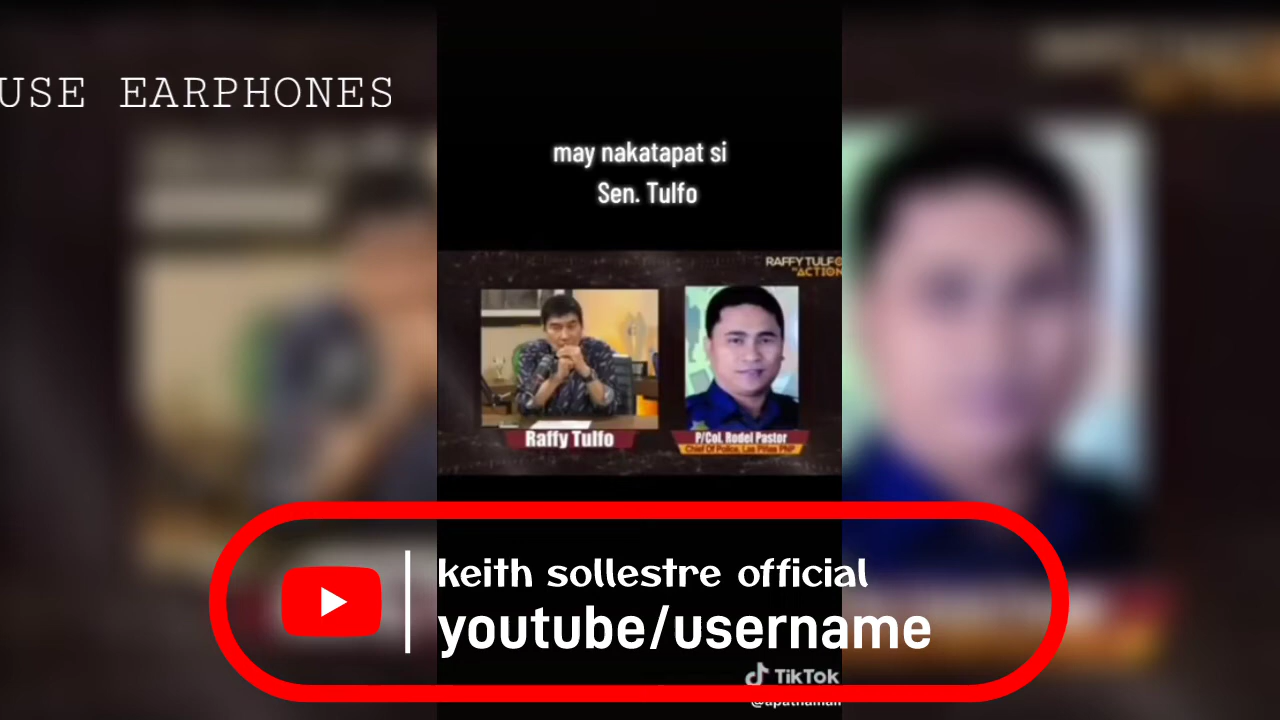 USE EARPHONES
may nakatapat si
Sen. Tulfo
RAFFY TULFO
"ACTION
Raffy Tulfo
P/Col. Rodel Pastor
Chief Of Police, Las Piñas PNP
keith sollestre official
youtube/username
TikTok